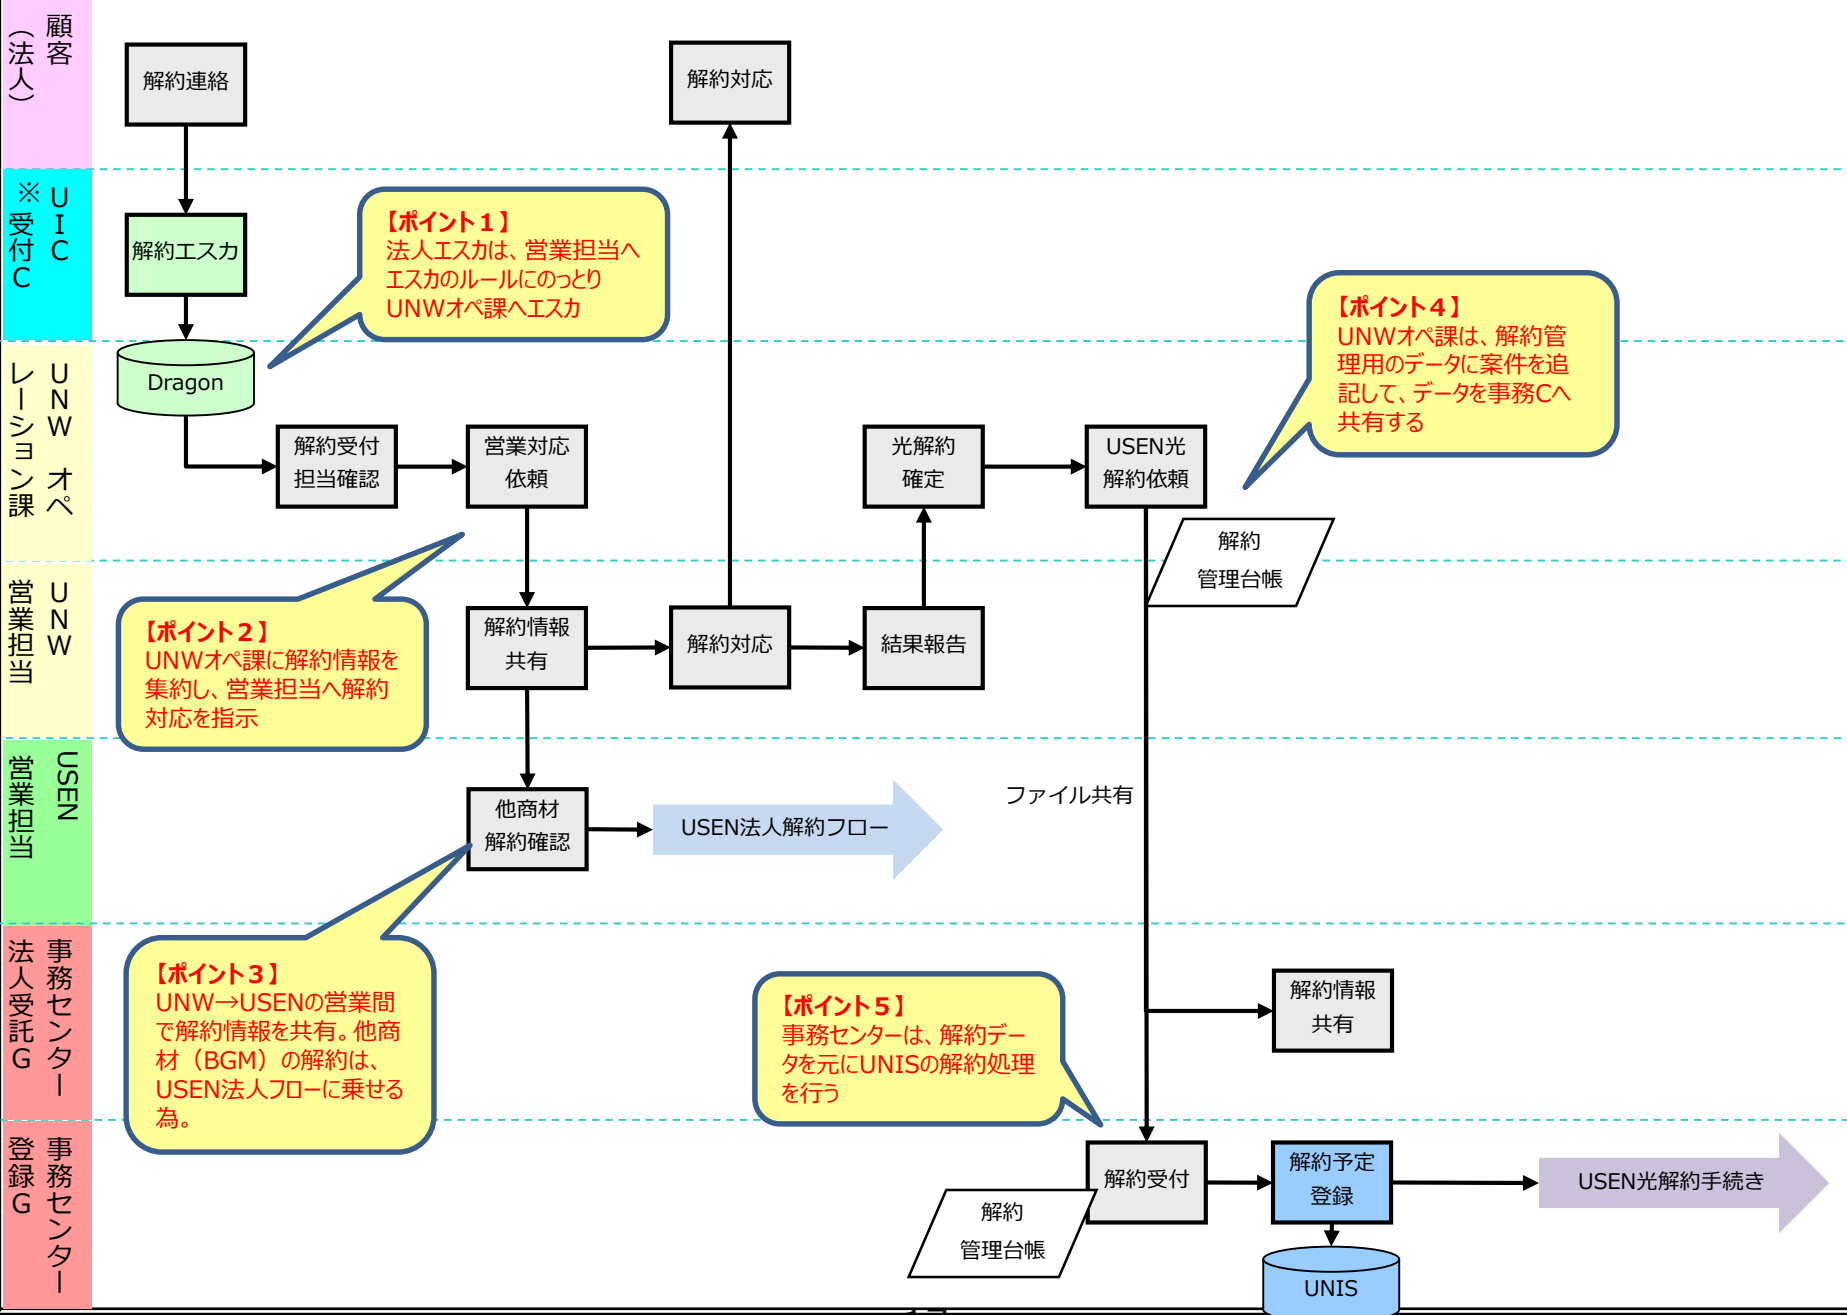 顧客
（法人）
解約連絡
解約対応
UIC
※受付C
解約エスカ
【ポイント１】
法人エスカは、営業担当へ
エスカのルールにのっとり
UNWオペ課へエスカ
【ポイント４】
UNWオペ課は、解約管
理用のデータに案件を追
記して、データを事務Cへ
共有する
UNW オペ
レーション課
Dragon
解約受付
担当確認
営業対応
依頼
光解約
確定
USEN光
解約依頼
解約
管理台帳
UNW
営業担当
【ポイント２】
UNWオペ課に解約情報を
集約し、営業担当へ解約
対応を指示
解約情報
共有
解約対応
結果報告
USEN
営業担当
他商材
解約確認
USEN法人解約フロー
ファイル共有
事務センター
法人受託G
【ポイント３】
UNW→USENの営業間
で解約情報を共有。他商
材（BGM）の解約は、
USEN法人フローに乗せる
為。
【ポイント５】
事務センターは、解約デー
タを元にUNISの解約処理
を行う
解約情報
共有
事務センター
登録G
解約受付
解約
管理台帳
解約予定
登録
USEN光解約手続き
UNIS